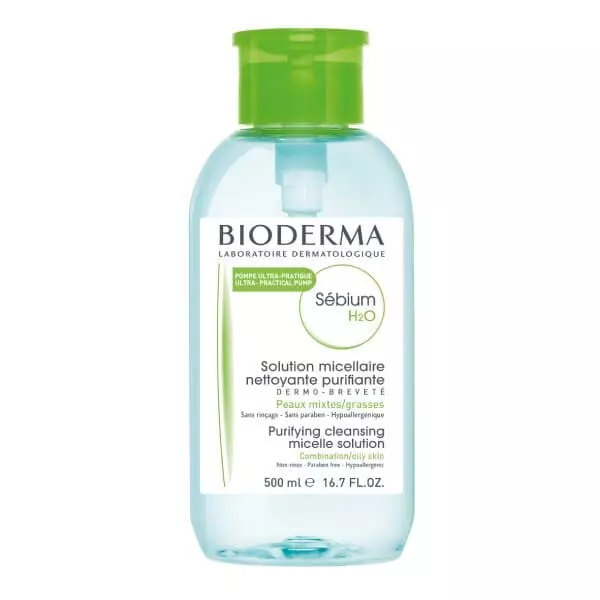 BIODERMA
LABORATOIRE DERMATOLOGIQUE
POMPE ULTRA-PRATIQUE
ULTRA- PRACTICAL PUMP
Sébium
H2O
Solution micellaire
nettoyante purifiante
DERMO-BREVETÉ
Peaux mixtes/grasses
Sans rinçage - Sans paraben - Hypoallergénique
Purifying cleansing
micelle solution
Combination/oily skin
Non-rinse - Paraben free - Hypoallergenic
500 ml ℮ 16.7 FL.OZ.